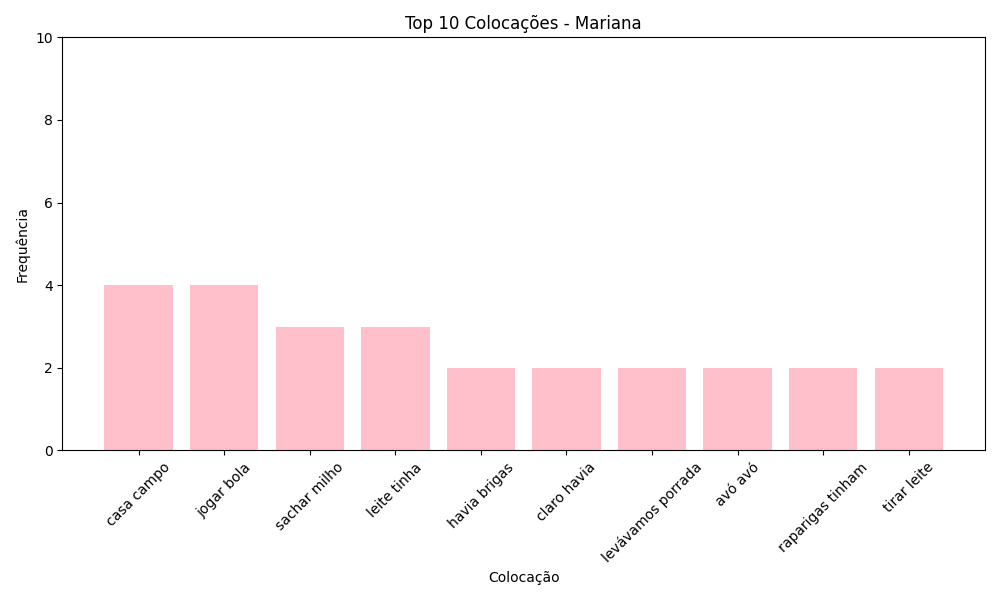 Top 10 Colocações - Mariana
10
8
6
4
2
0
Frequência
casa campo
jogar bola
sachar milho
leite tinha
havia brigas
claro havia
levávamos porrada
avó avó
raparigas tinham
tirar leite
Colocação